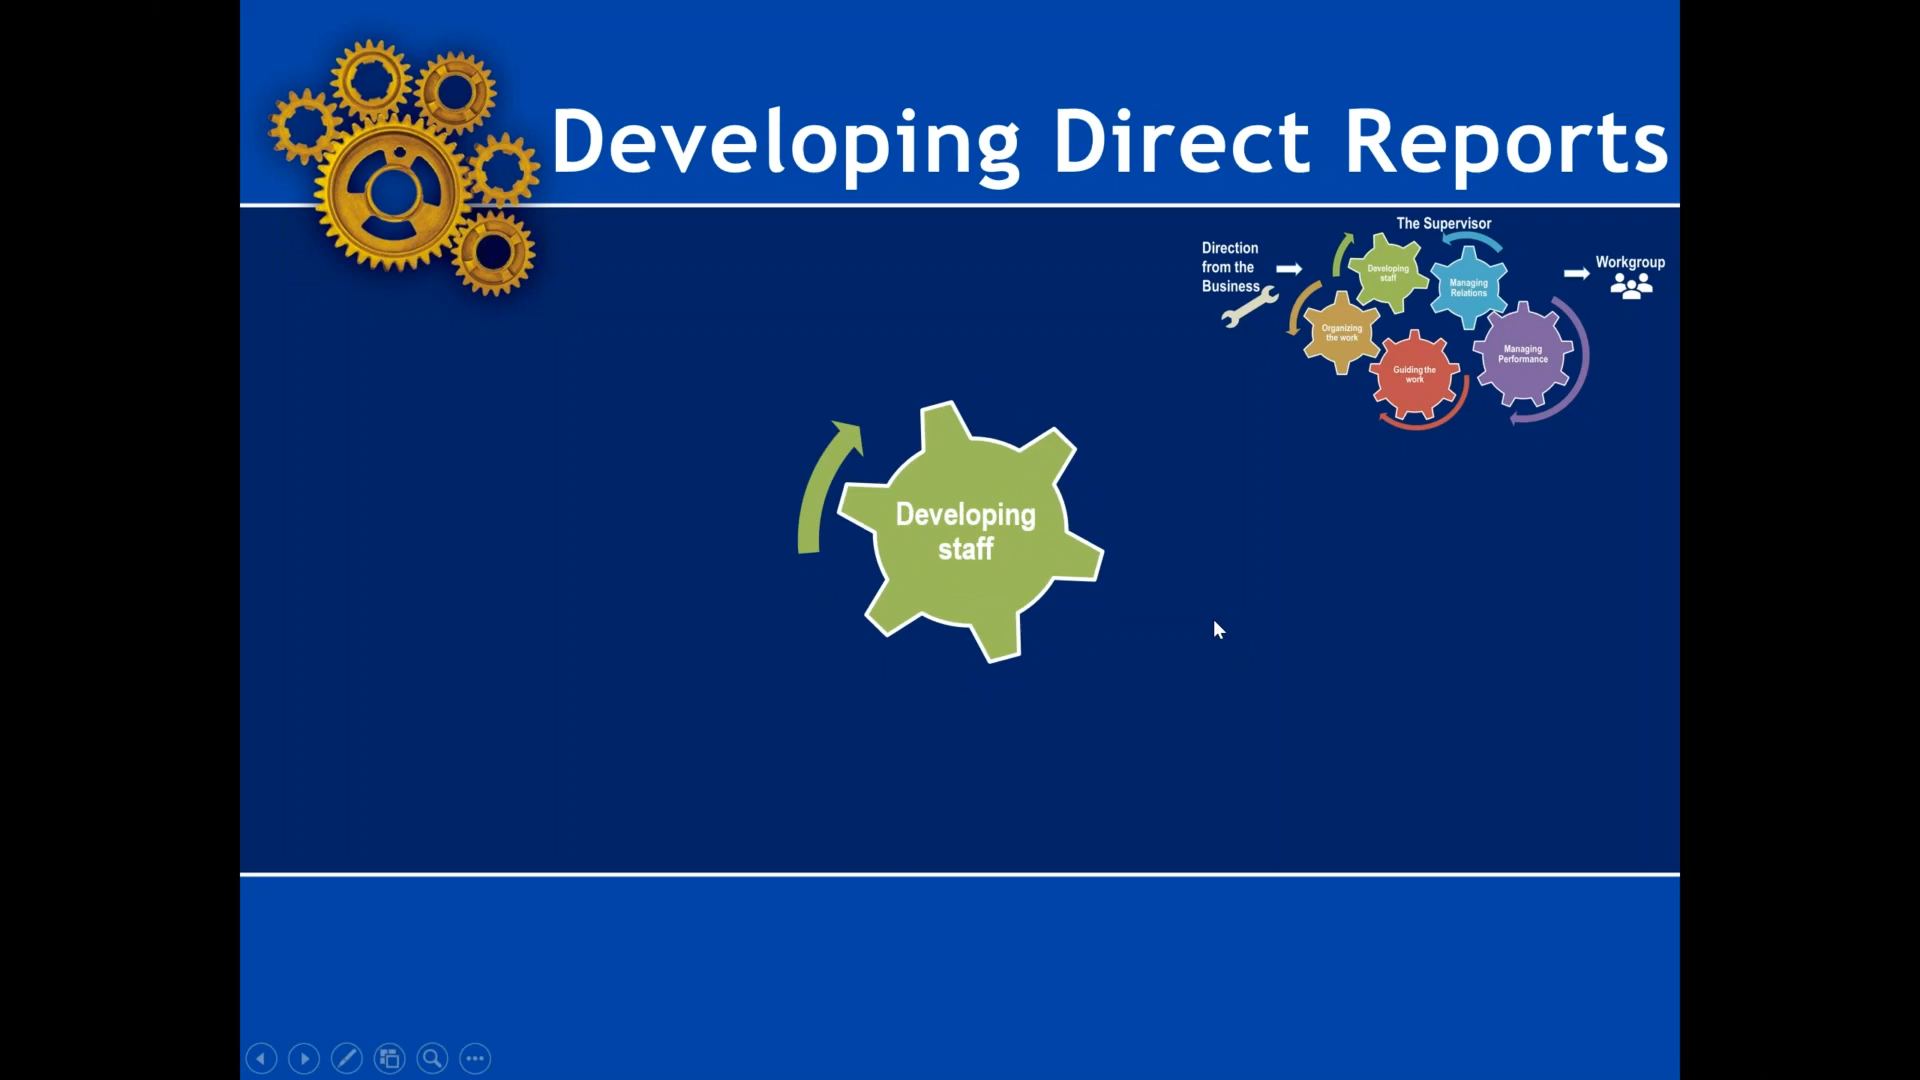 Developing Direct Reports
The Supervisor
Direction
from the
Business
Workgroup
Developing
staff
Managing
Relations
Organizing
the work
Guiding the
work
Managing
Performance
Developing
staff